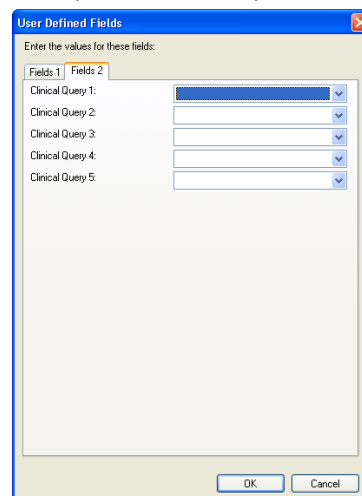 User Defined Fields
Enter the values for these fields:
Fields 1 Fields 2
Clinical Query 1:
Clinical Query 2:
Clinical Query 3:
Clinical Query 4:
Clinical Query 5:
OK Cancel